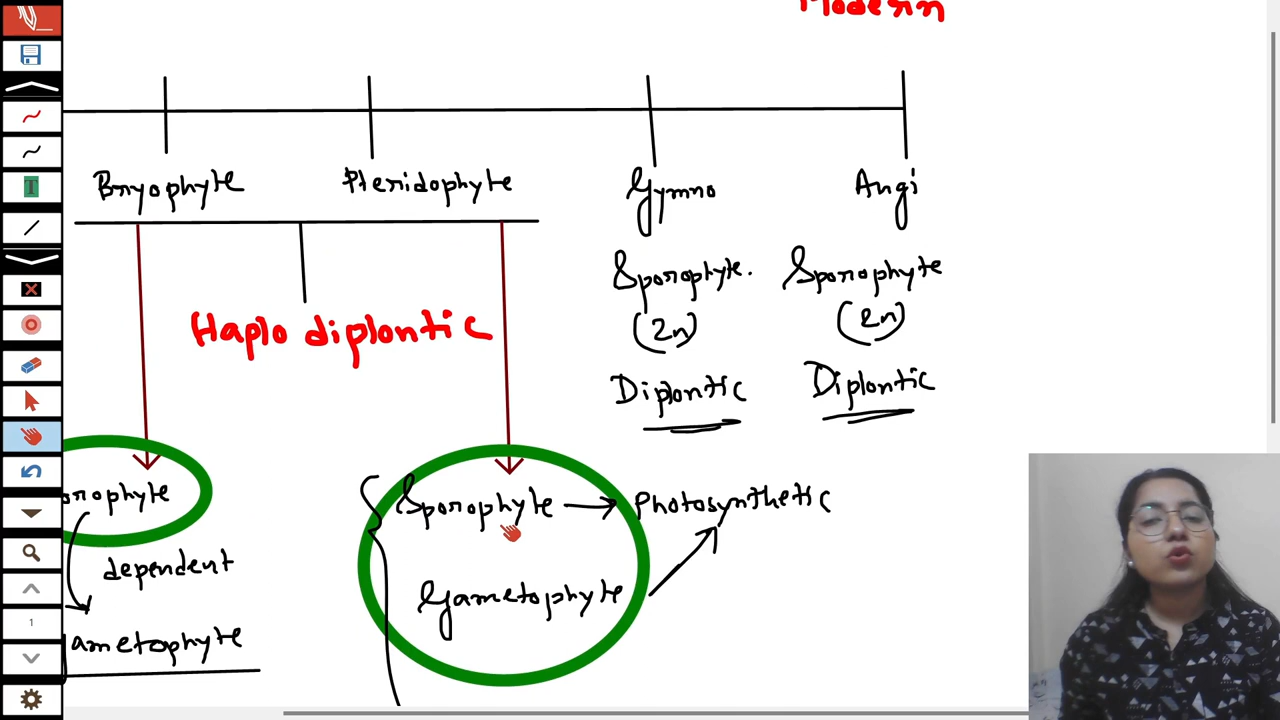 Modern
Bryophyte Pteridophyte Gymno Angi
Sporophyte. Sporophyte
(2n) (2n)
Haplo diplontic
Diplontic Diplontic
orophyte Sporophyte Photosynthetic
dependent
Gametophyte
ametophyte
T
1